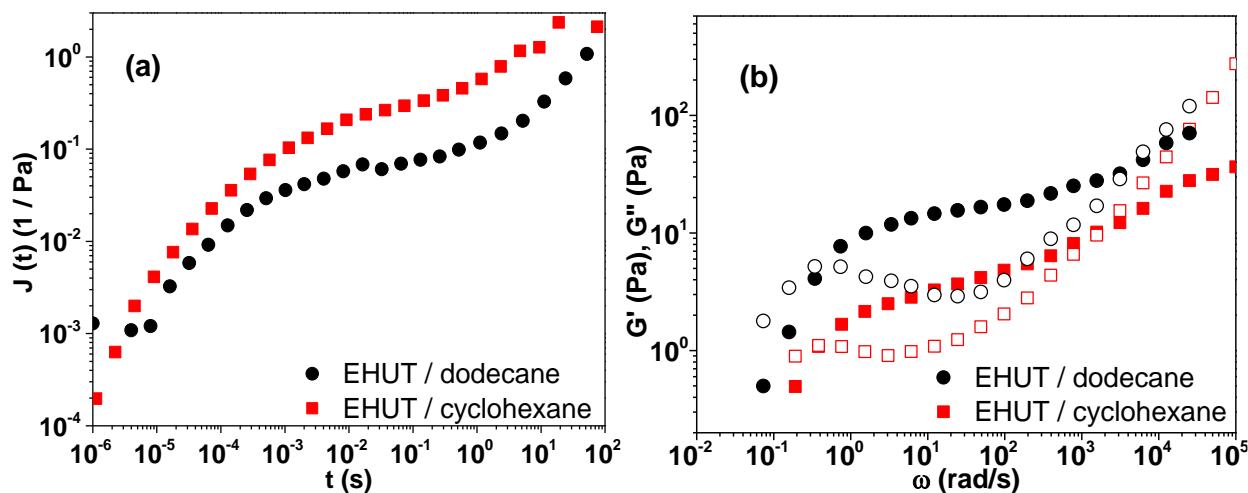 (a)
J (t) (1 / Pa)
10^0
10^-1
10^-2
10^-3
10^-4
EHUT / dodecane
EHUT / cyclohexane
10^-6 10^-5 10^-4 10^-3 10^-2 10^-1 10^0 10^1 10^2
t (s)
(b)
G' (Pa), G'' (Pa)
10^2
10^1
10^0
EHUT / dodecane
EHUT / cyclohexane
10^-2 10^-1 10^0 10^1 10^2 10^3 10^4 10^5
ω (rad/s)